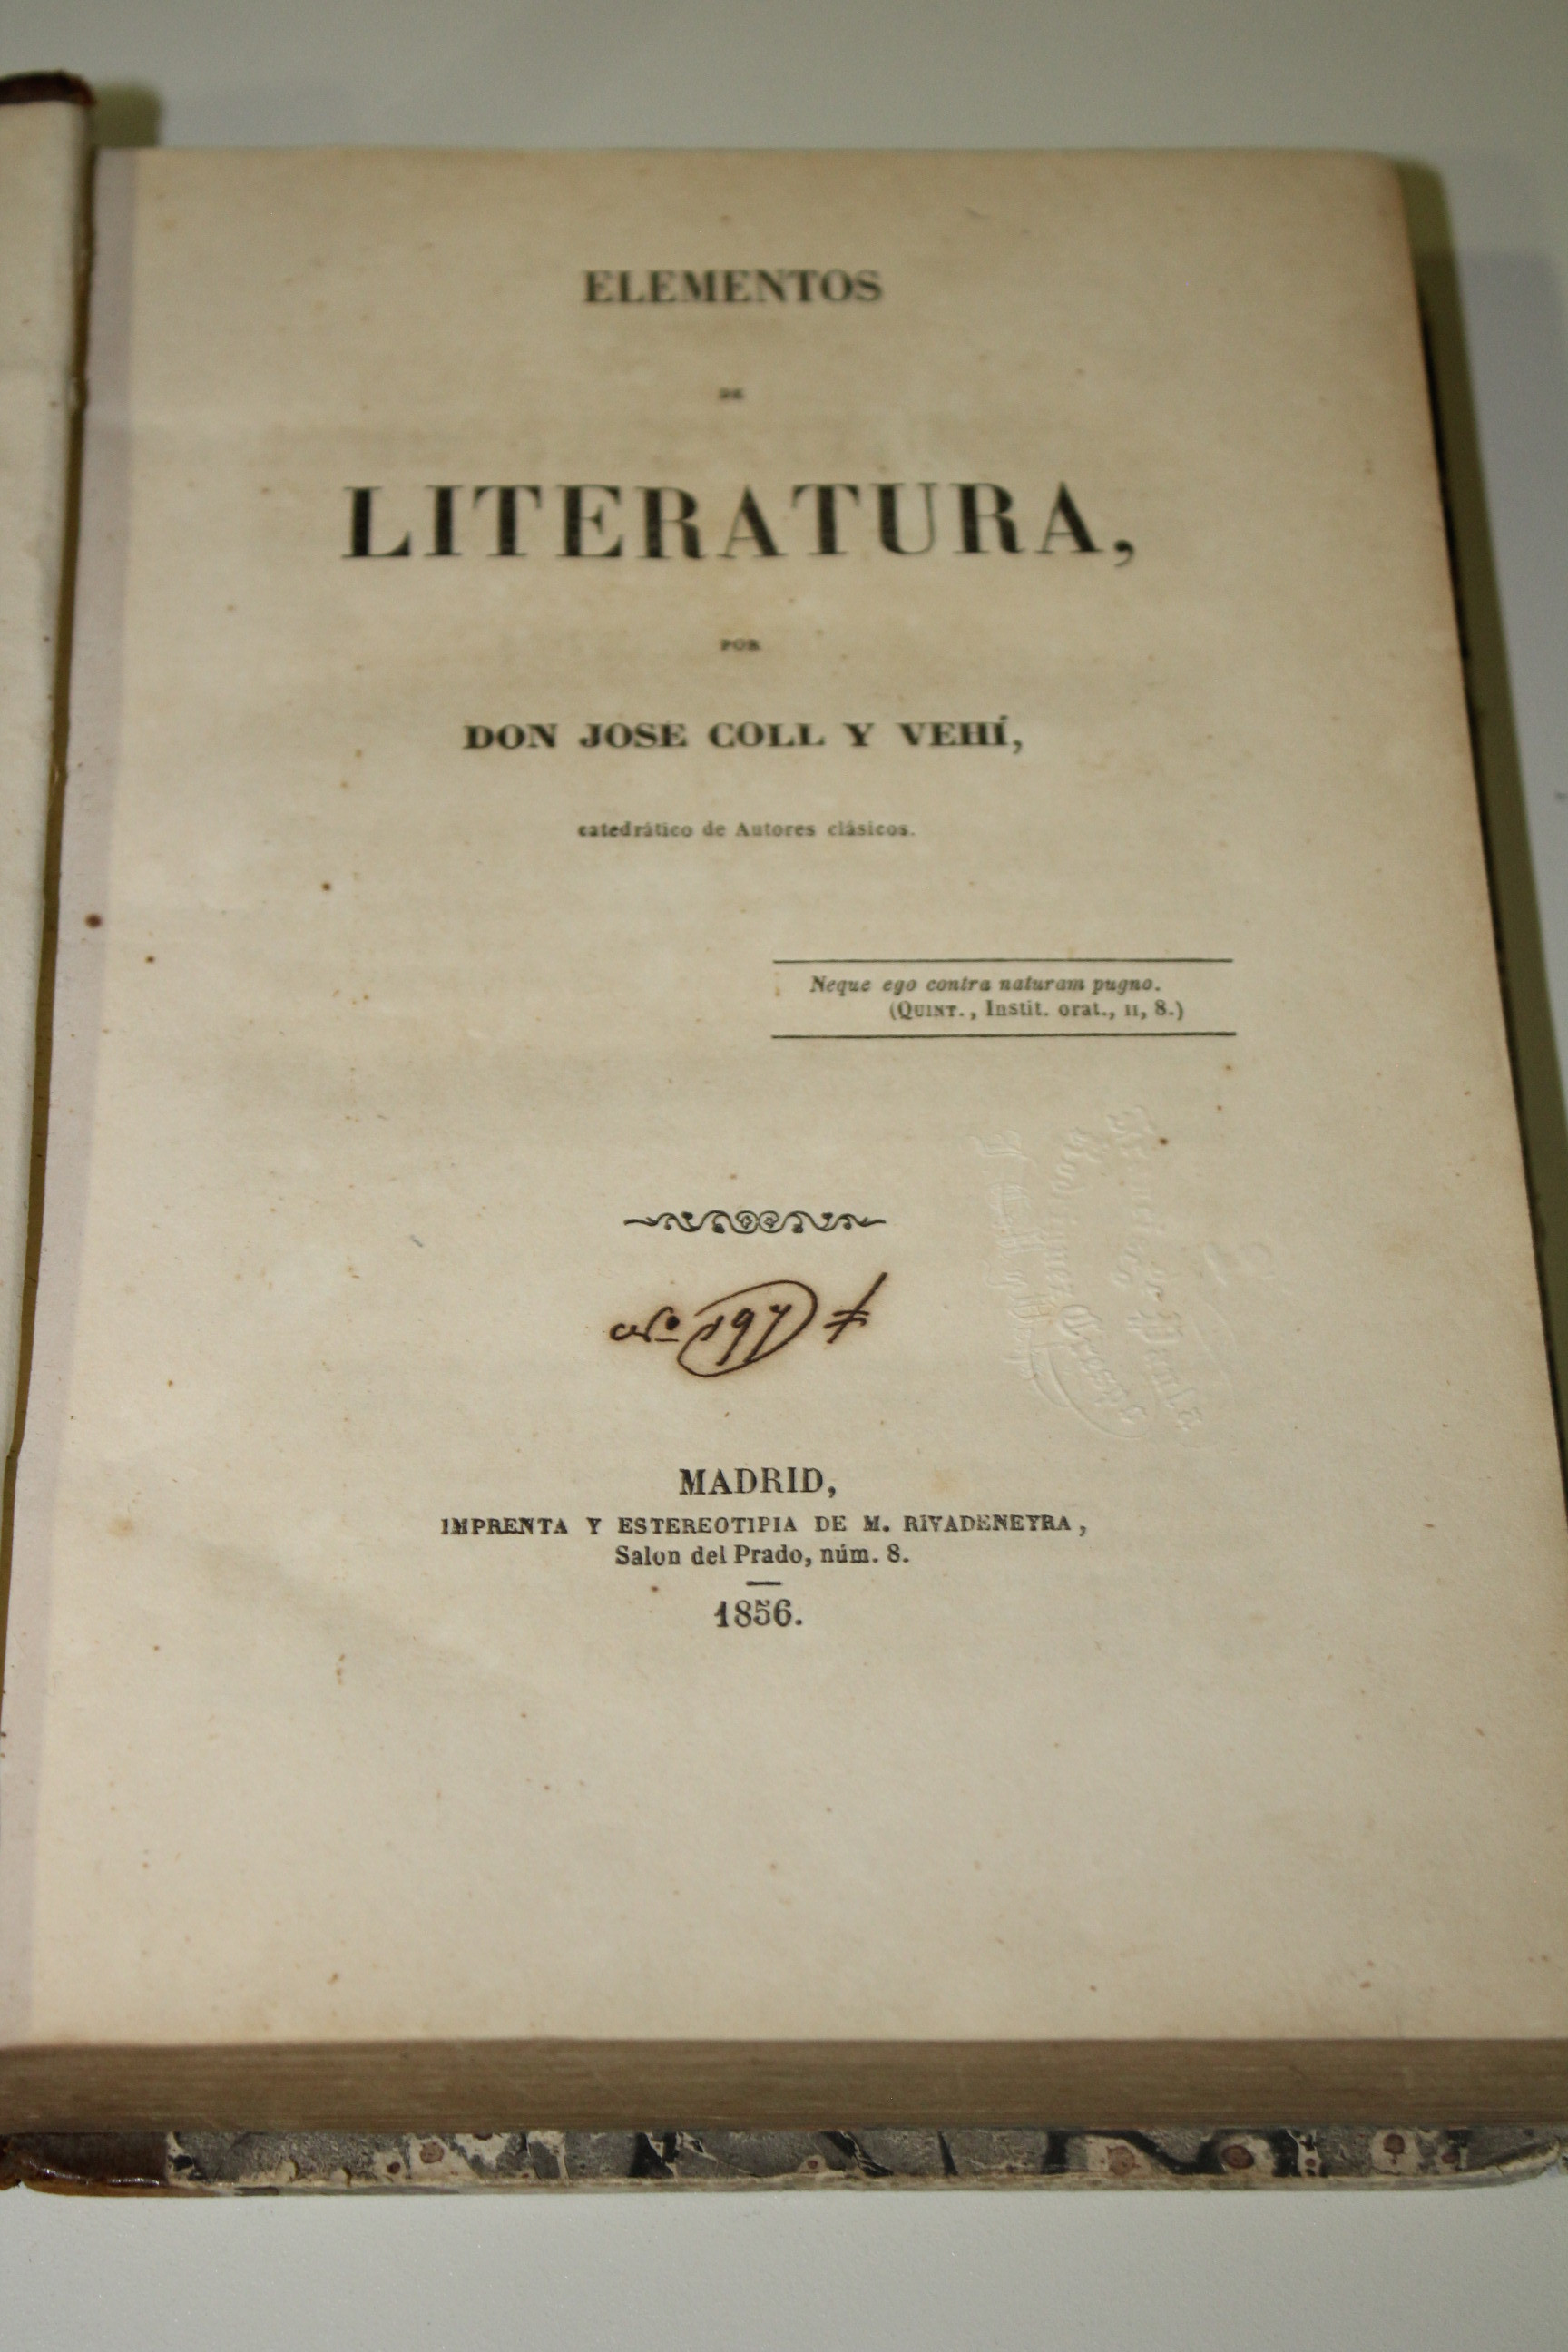 ELEMENTOS
DE
LITERATURA,
POR
DON JOSE COLL Y VEHÍ,
catedrático de Autores clásicos.
Neque ego contra naturam pugno.
(QUINT., Instit. orat., II, 8.)
197
MADRID,
IMPRENTA Y ESTEREOTIPIA DE M. RIVADENEYRA,
Salon del Prado, núm. 8.
1856.